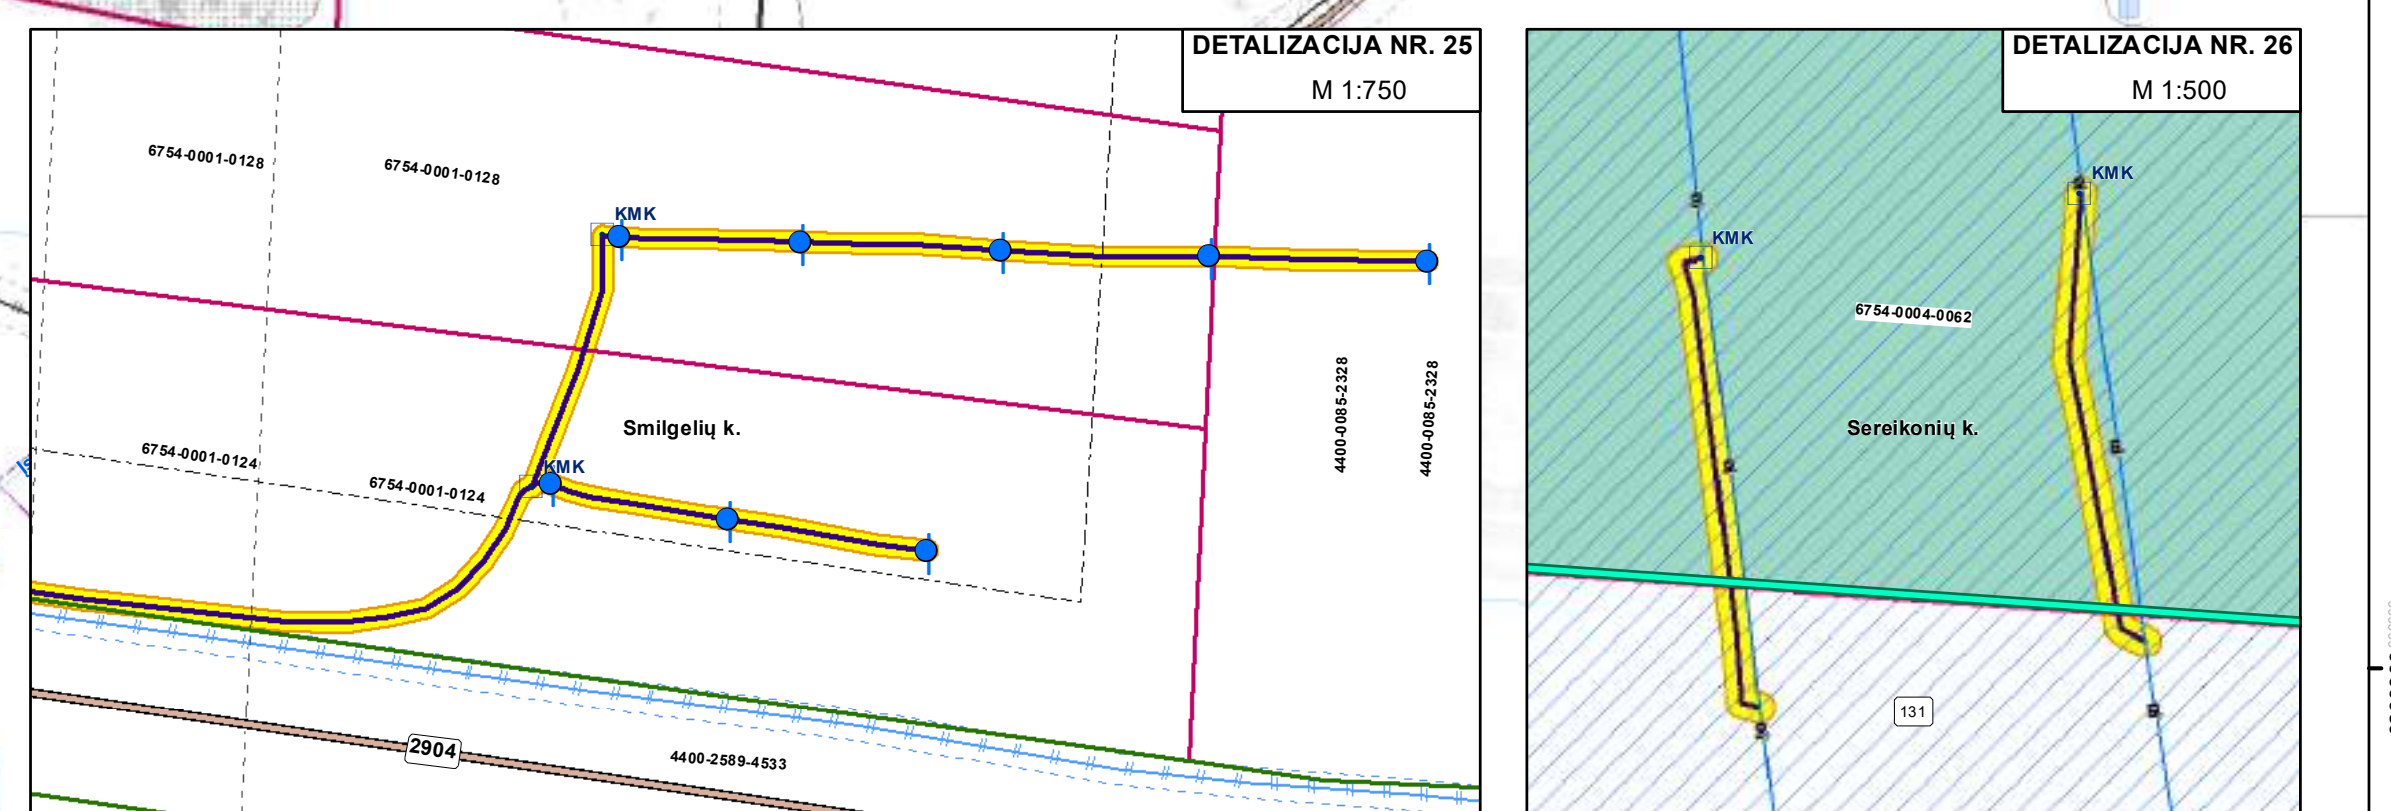 DETALIZACIJA NR. 25
M 1:750
6754-0001-0128
6754-0001-0128
KMK
Smilgelių k.
4400-0085-2328
4400-0085-2328
6754-0001-0124
6754-0001-0124
KMK
2904
4400-2589-4533
DETALIZACIJA NR. 26
M 1:500
KMK
KMK
6754-0004-0062
Sereikonių k.
131